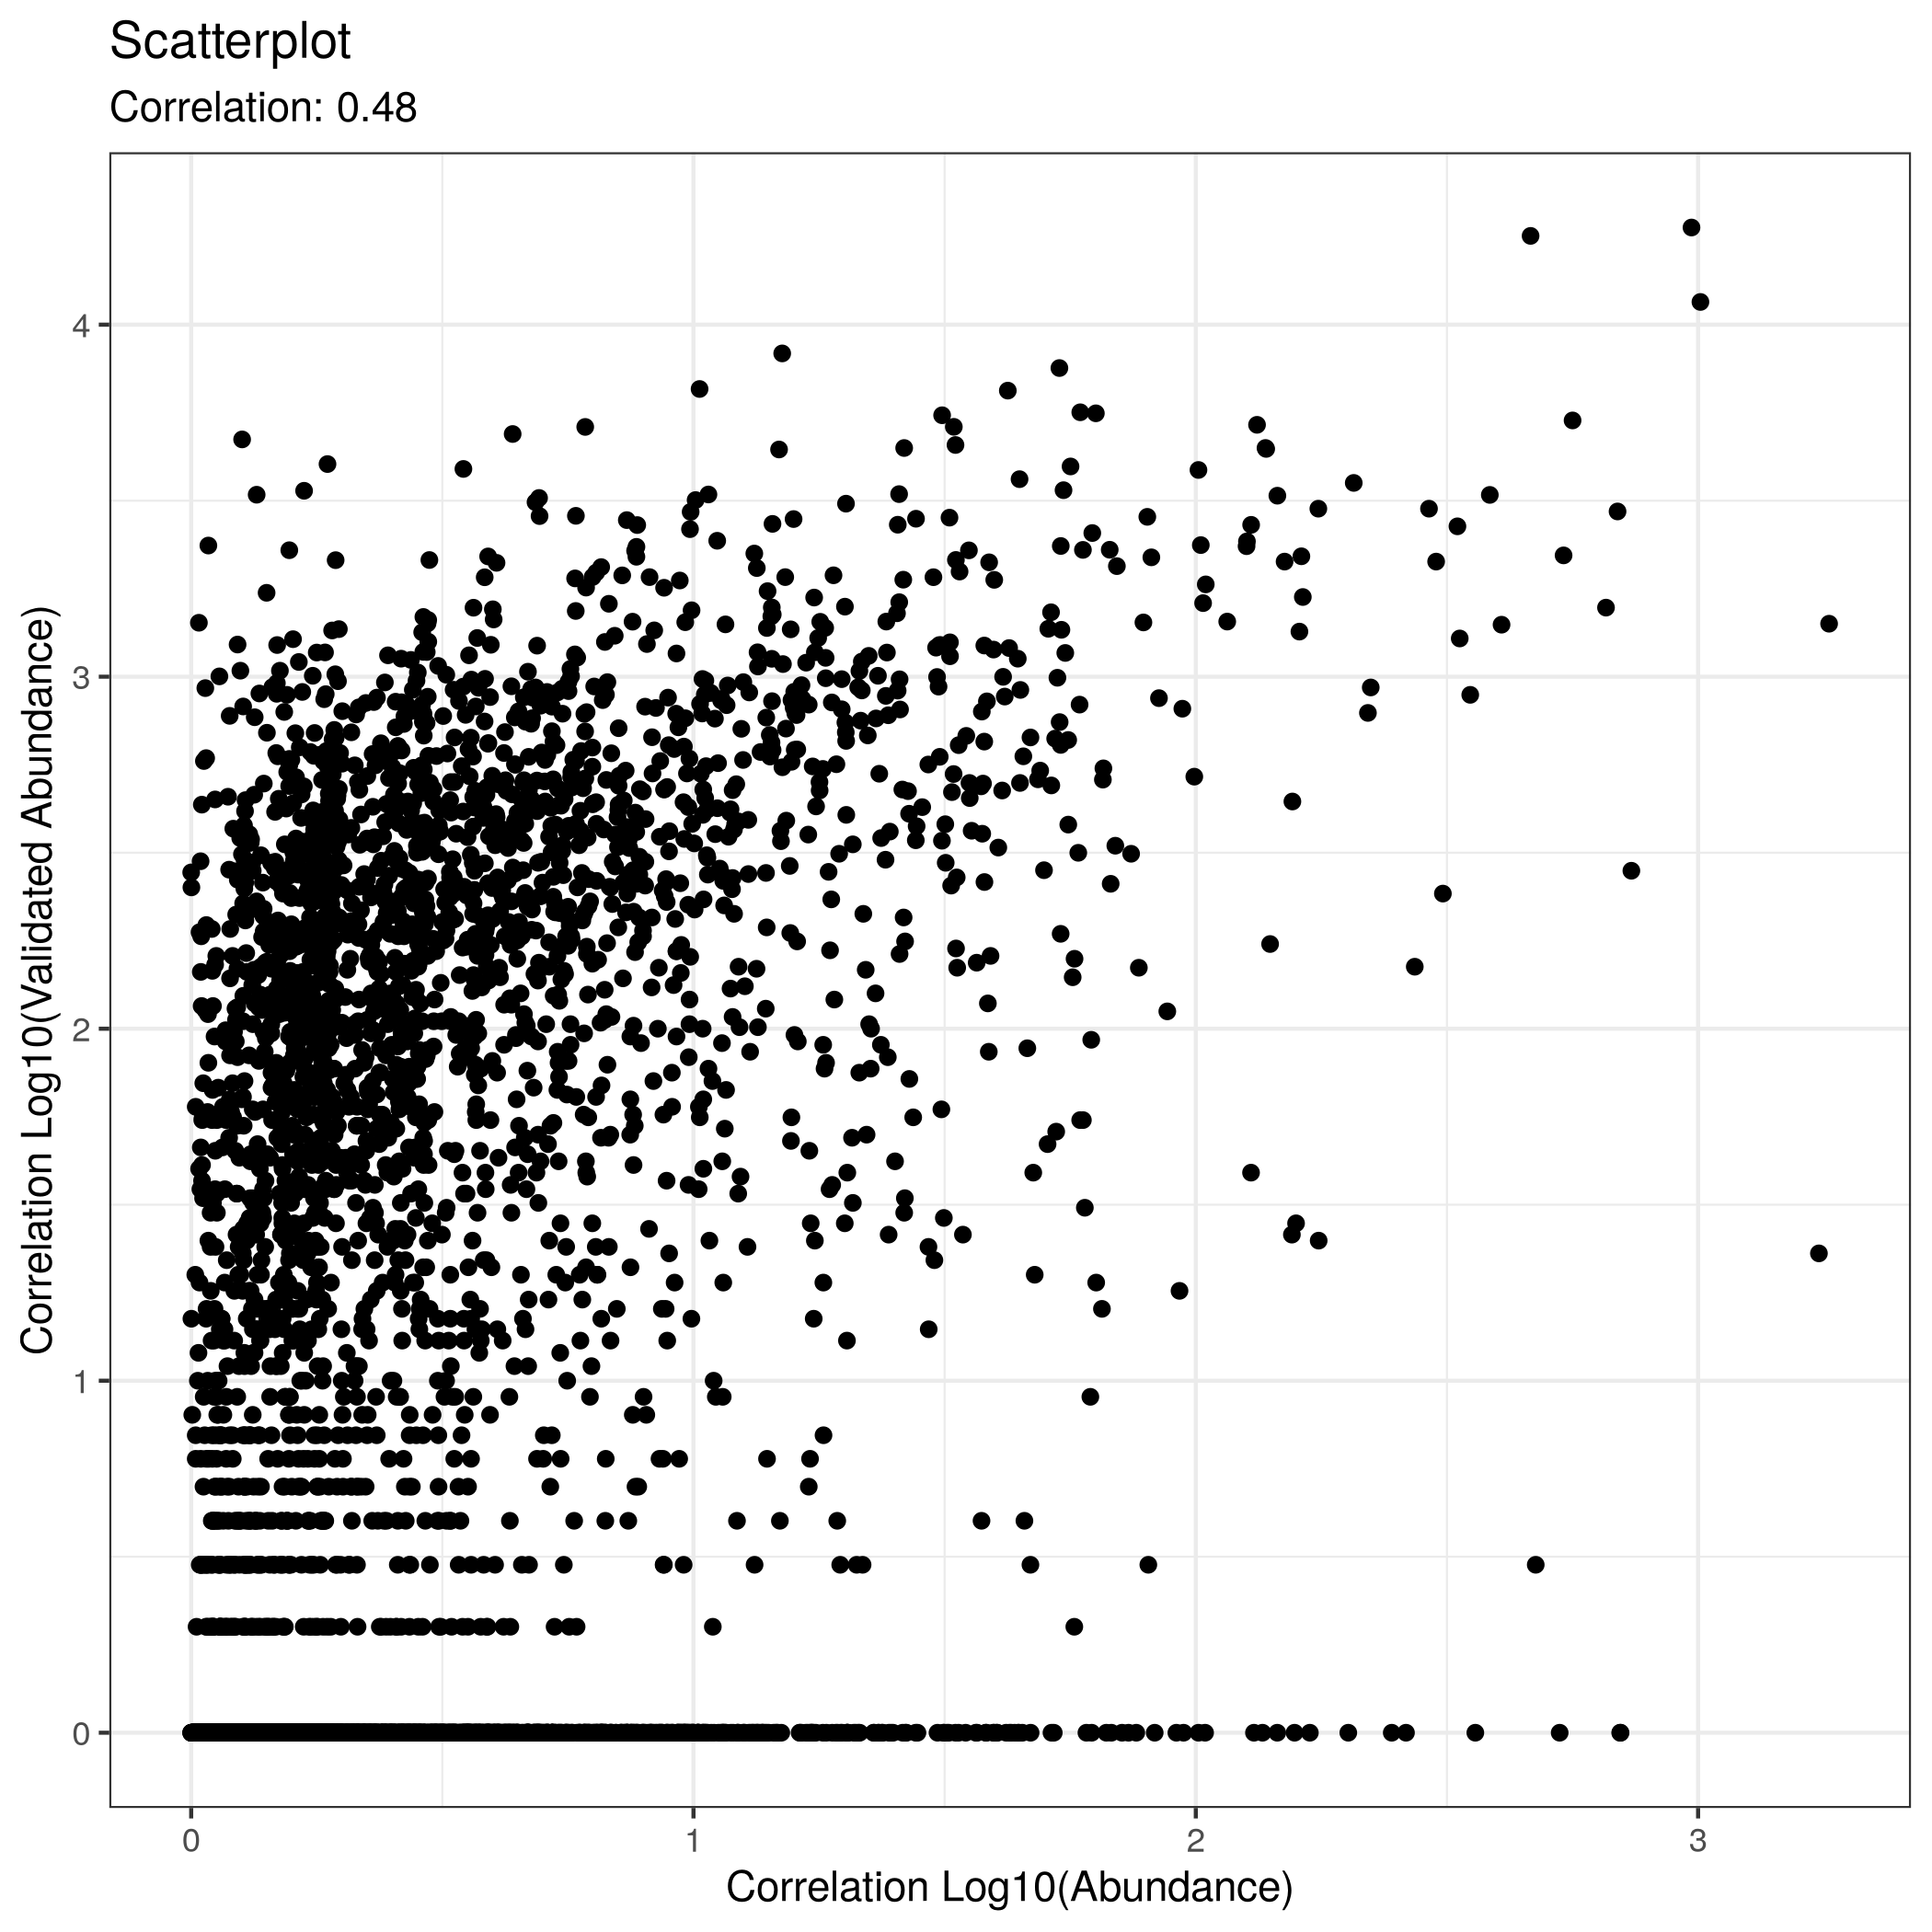 Scatterplot
Correlation: 0.48
Correlation Log10(Validated Abundance)
4
3
2
1
0
0 1 2 3
Correlation Log10(Abundance)